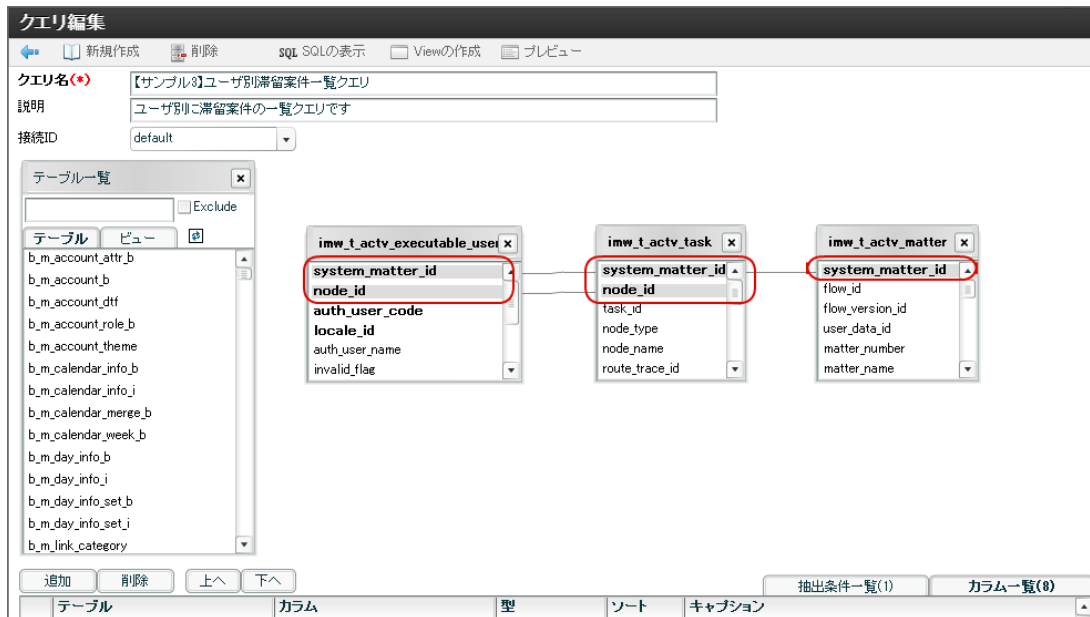 クエリ編集
新規作成 削除 SQL SQLの表示 Viewの作成 プレビュー
クエリ名(*) 【サンプル3】ユーザ別滞留案件一覧クエリ
説明 ユーザ別に滞留案件の一覧クエリです
接続ID default
テーブル一覧
Exclude
テーブル ビュー
b_m_account_attr_b
b_m_account_b
b_m_account_dtf
b_m_account_role_b
b_m_account_theme
b_m_calendar_info_b
b_m_calendar_info_i
b_m_calendar_merge_b
b_m_calendar_week_b
b_m_day_info_b
b_m_day_info_i
b_m_day_info_set_b
b_m_day_info_set_i
b_m_link_category
imw_t_actv_executable_user
system_matter_id
node_id
auth_user_code
locale_id
auth_user_name
invalid_flag
imw_t_actv_task
system_matter_id
node_id
task_id
node_type
node_name
route_trace_id
imw_t_actv_matter
system_matter_id
flow_id
flow_version_id
user_data_id
matter_number
matter_name
追加 削除 上へ 下へ
抽出条件一覧(1) カラム一覧(8)
テーブル カラム 型 ソート キャプション